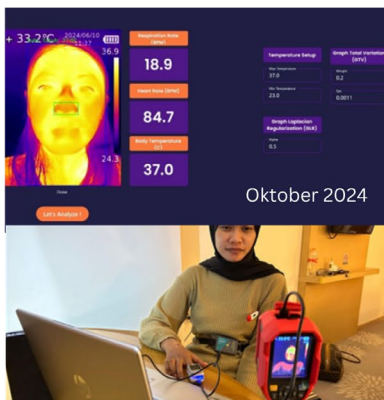 + 33.2°C 2024/06/10
36.9
24.3
Let's Analyze !
Respiration Rate
(BPM)
18.9
Heart Rate (BPM)
84.7
Body Temperature
(C)
37.0
Temperature Setup
Max Temperature
37.0
Min Temperature
23.0
Graph Total Variation
(GTV)
Weight
0.2
0.0011
Graph Laplacian
Regularization (GLR)
Alpha
0.5
Oktober 2024